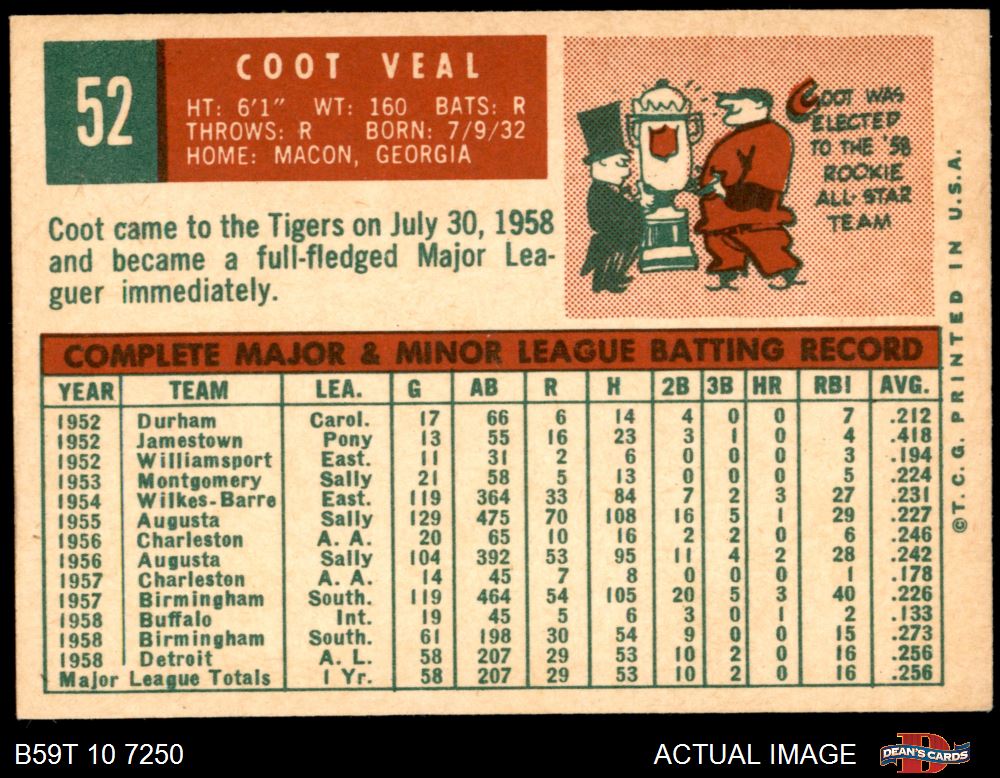 52
COOT VEAL
HT: 6'1" WT: 160 BATS: R
THROWS: R BORN: 7/9/32
HOME: MACON, GEORGIA
COOT WAS
ELECTED
TO THE '58
ROOKIE
ALL-STAR
TEAM
Coot came to the Tigers on July 30, 1958
and became a full-fledged Major Lea-
guer immediately.
COMPLETE MAJOR & MINOR LEAGUE BATTING RECORD
YEAR TEAM LEA. G AB R H 2B 3B HR RBI AVG.
1952 Durham Carol. 17 66 6 14 4 0 0 7 .212
1952 Jamestown Pony 13 55 16 23 3 1 0 4 .418
1952 Williamsport East. 11 31 2 6 0 0 0 3 .194
1953 Montgomery Sally 21 58 5 13 0 0 0 5 .224
1954 Wilkes-Barre East. 119 364 33 84 7 2 3 27 .231
1955 Augusta Sally 129 475 70 108 16 5 1 29 .227
1956 Charleston A. A. 20 65 10 16 2 2 0 6 .246
1956 Augusta Sally 104 392 53 95 11 4 2 28 .242
1957 Charleston A. A. 14 45 7 8 0 0 0 1 .178
1957 Birmingham South. 119 464 54 105 20 5 3 40 .226
1958 Buffalo Int. 19 45 5 6 3 0 1 2 .133
1958 Birmingham South. 61 198 30 54 9 0 0 15 .273
1958 Detroit A. L. 58 207 29 53 10 2 0 16 .256
Major League Totals 1 Yr. 58 207 29 53 10 2 0 16 .256
©T. C. G. PRINTED IN U.S.A.
B59T 10 7250
ACTUAL IMAGE
DEAN'S CARDS